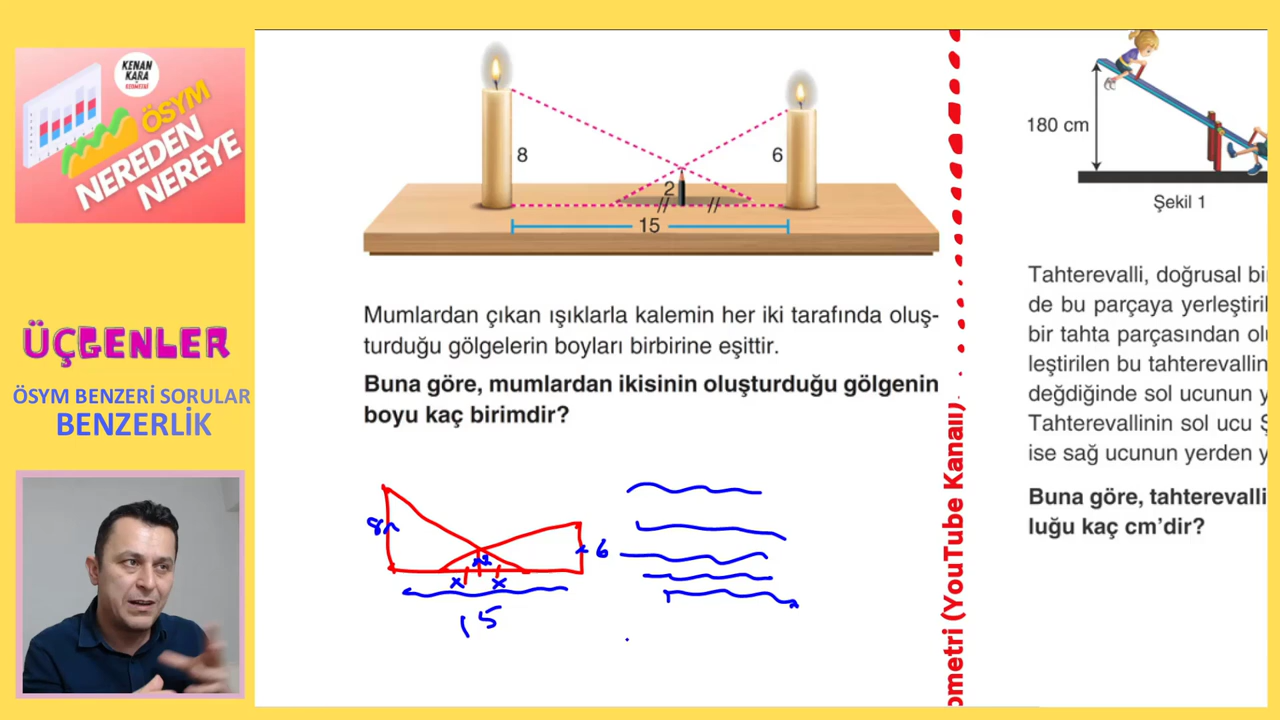 KENAN
KARA
GEOMETRİ
ÖSYM
NEREDEN
NEREYE
ÜÇGENLER
ÖSYM BENZERİ SORULAR
BENZERLİK
8
6
2
15
Mumlardan çıkan ışıklarla kalemin her iki tarafında oluş-
turduğu gölgelerin boyları birbirine eşittir.
Buna göre, mumlardan ikisinin oluşturduğu gölgenin
boyu kaç birimdir?
8
2
6
x
x
15
ometri (YouTube Kanalı)
180 cm
Şekil 1
Tahterevalli, doğrusal bi
de bu parçaya yerleştiril
bir tahta parçasından olu
leştirilen bu tahterevallin
değdiğinde sol ucunun y
Tahterevallinin sol ucu Ş
ise sağ ucunun yerden y
Buna göre, tahterevalli
luğu kaç cm'dir?